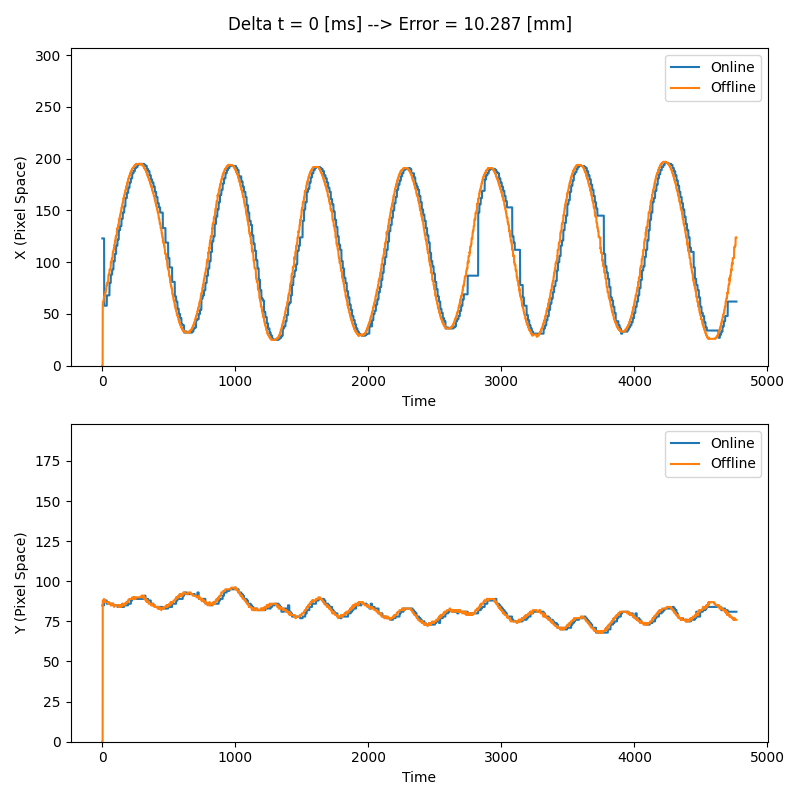 Delta t = 0 [ms] --> Error = 10.287 [mm]
300
250
200
150
100
50
0
X (Pixel Space)
Online
Offline
0 1000 2000 3000 4000 5000
Time
175
150
125
100
75
50
25
0
Y (Pixel Space)
Online
Offline
0 1000 2000 3000 4000 5000
Time